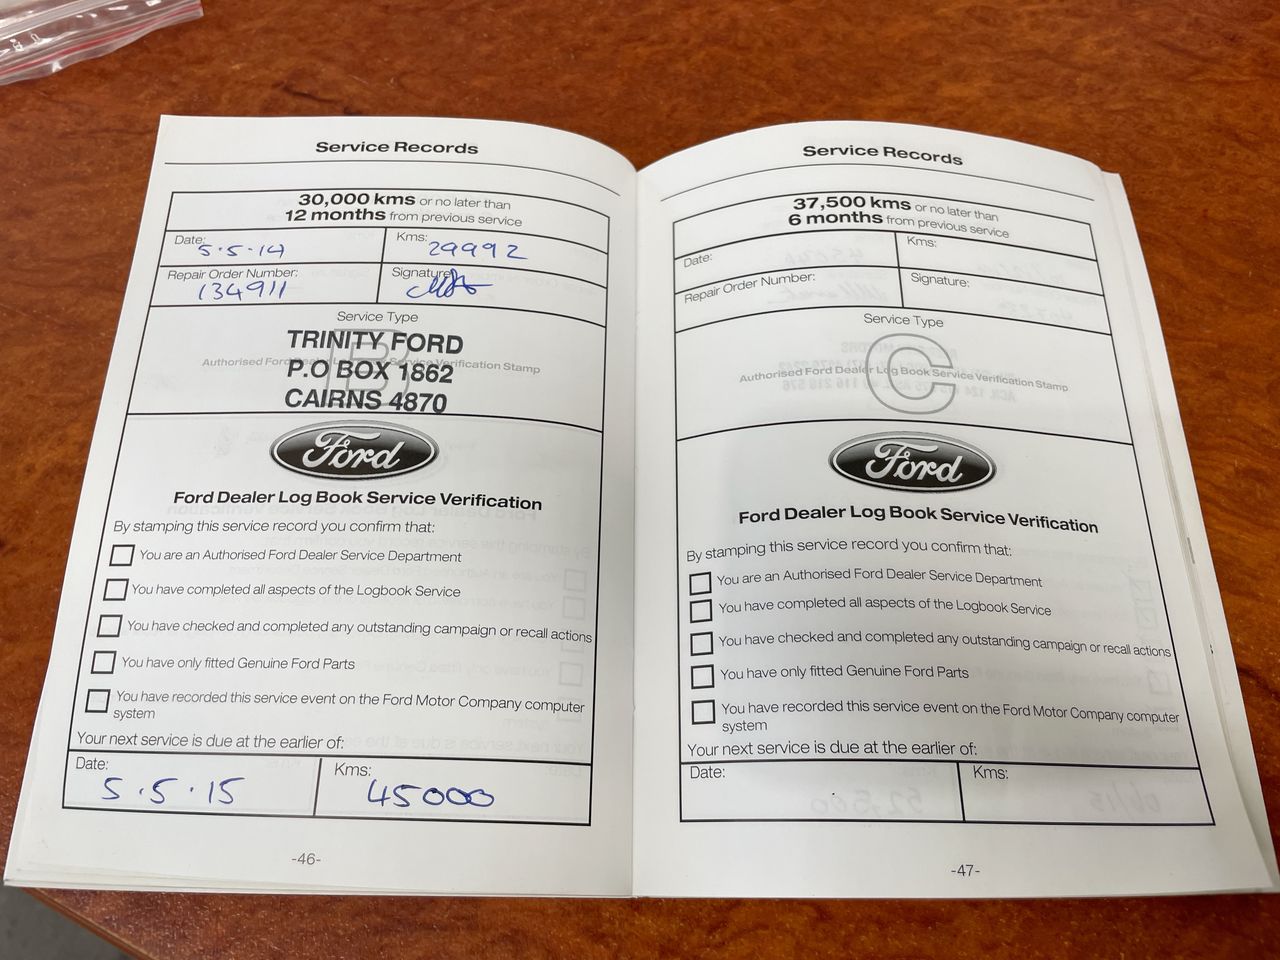 Service Records
30,000 kms or no later than
12 months from previous service
Date: 5.5.14
Kms: 29992
Repair Order Number: 134911
Signature:
Service Type
B
Authorised Ford Dealer Log Book Service Verification Stamp
TRINITY FORD
P.O BOX 1862
CAIRNS 4870
Ford
Ford Dealer Log Book Service Verification
By stamping this service record you confirm that:
You are an Authorised Ford Dealer Service Department
You have completed all aspects of the Logbook Service
You have checked and completed any outstanding campaign or recall actions
You have only fitted Genuine Ford Parts
You have recorded this service event on the Ford Motor Company computer
system
Your next service is due at the earlier of:
Date: 5.5.15
Kms: 45000
-46-
Service Records
37,500 kms or no later than
6 months from previous service
Date:
Kms:
Repair Order Number:
Signature:
Service Type
C
Authorised Ford Dealer Log Book Service Verification Stamp
Ford
Ford Dealer Log Book Service Verification
By stamping this service record you confirm that:
You are an Authorised Ford Dealer Service Department
You have completed all aspects of the Logbook Service
You have checked and completed any outstanding campaign or recall actions
You have only fitted Genuine Ford Parts
You have recorded this service event on the Ford Motor Company computer
system
Your next service is due at the earlier of:
Date:
Kms:
-47-